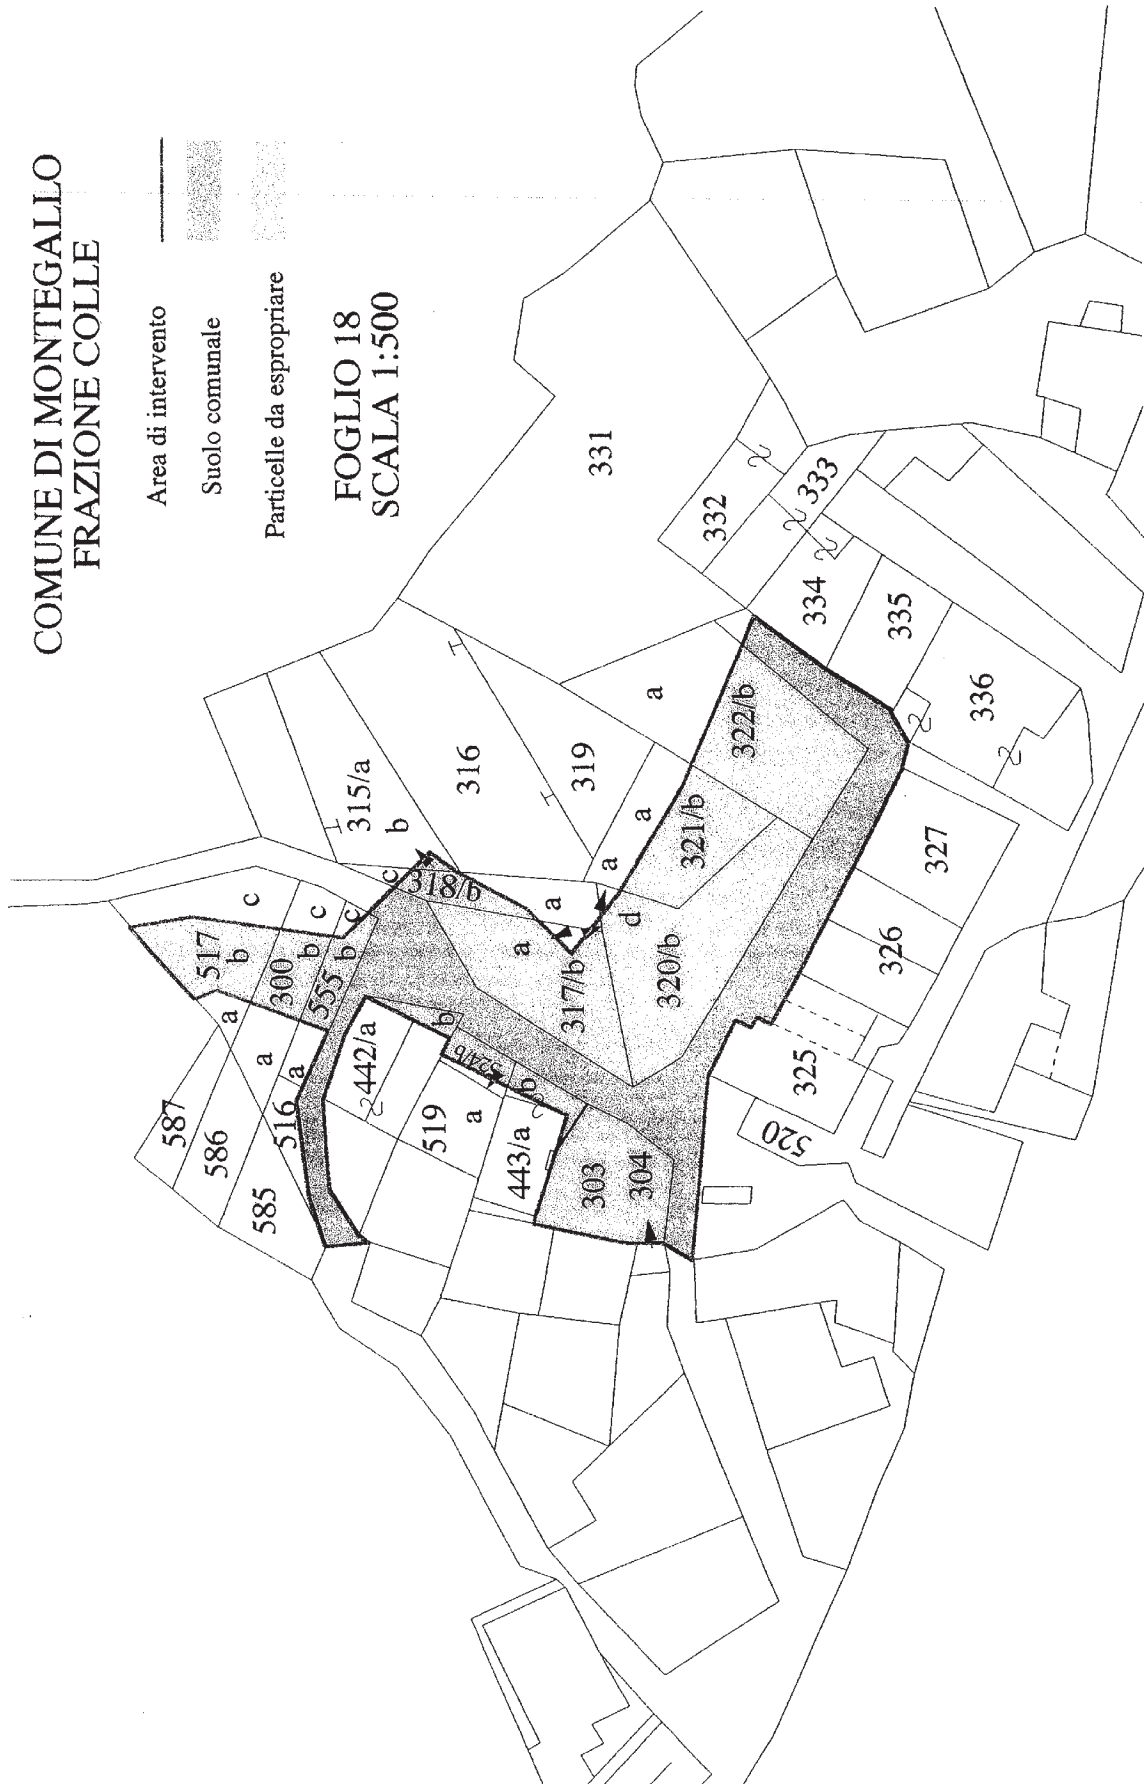 COMUNE DI MONTEGALLO
FRAZIONE COLLE
Area di intervento
Suolo comunale
Particelle da espropriare
FOGLIO 18
SCALA 1:500
587
586
585
516
a
a
a
517
b
300
b
555
b
c
c
c
442/a
b
519
a
524/b
b
443/a
303
304
315/a
b
c
318/b
316
319
a
a
317/b
d
320/b
a
a
321/b
a
322/b
331
332
333
334
335
336
327
326
325
520